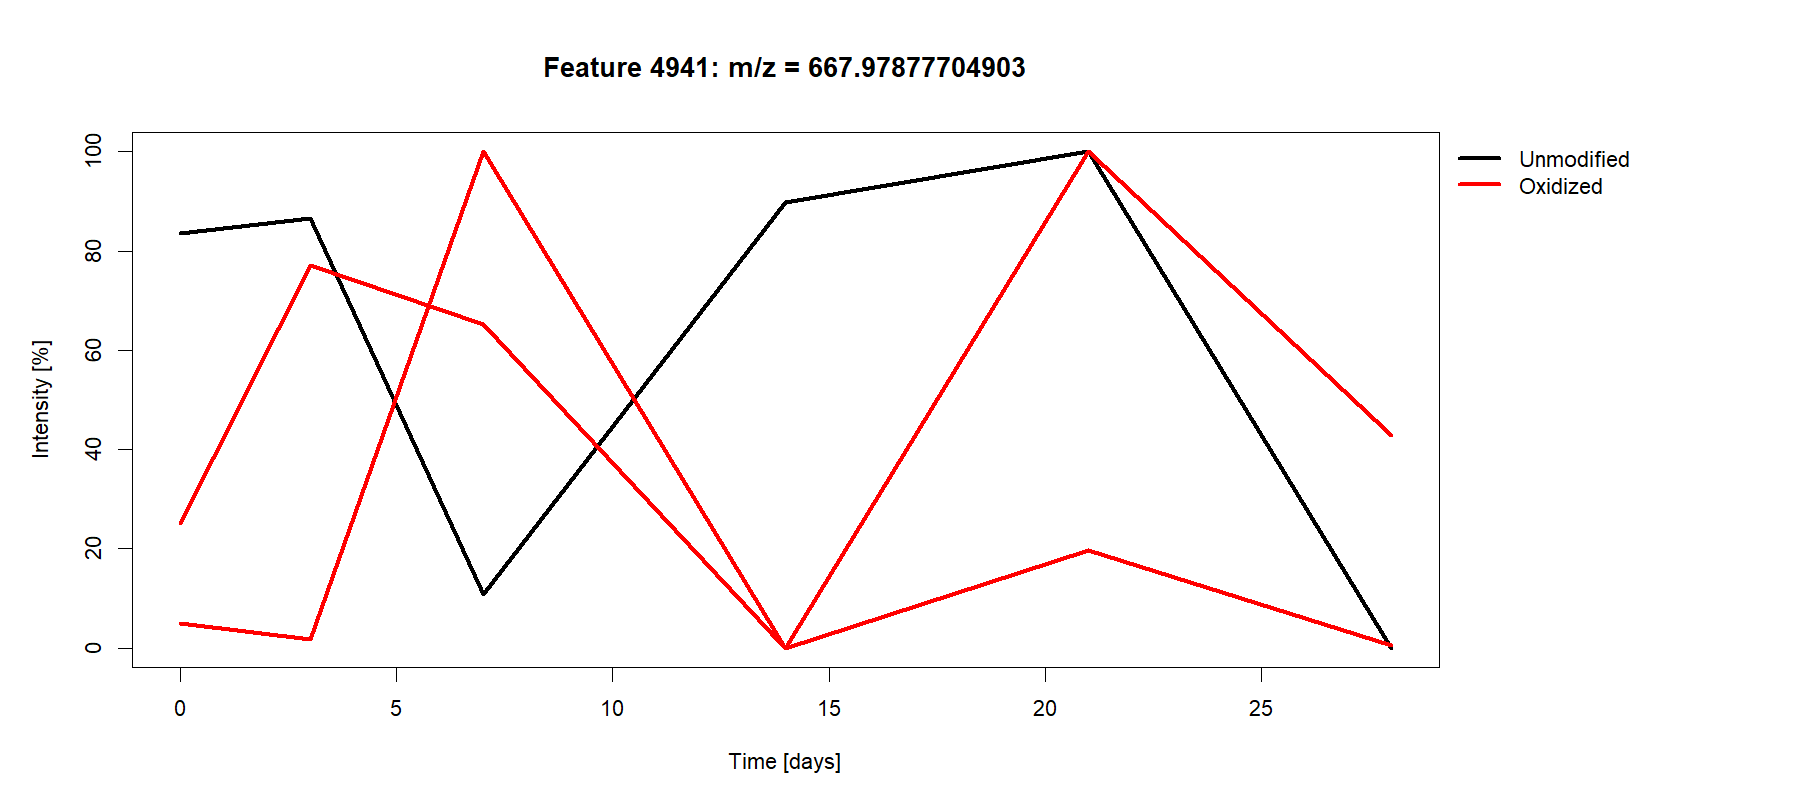 Feature 4941: m/z = 667.97877704903
Unmodified
Oxidized
100
80
60
40
20
0
Intensity [%]
0 5 10 15 20 25
Time [days]